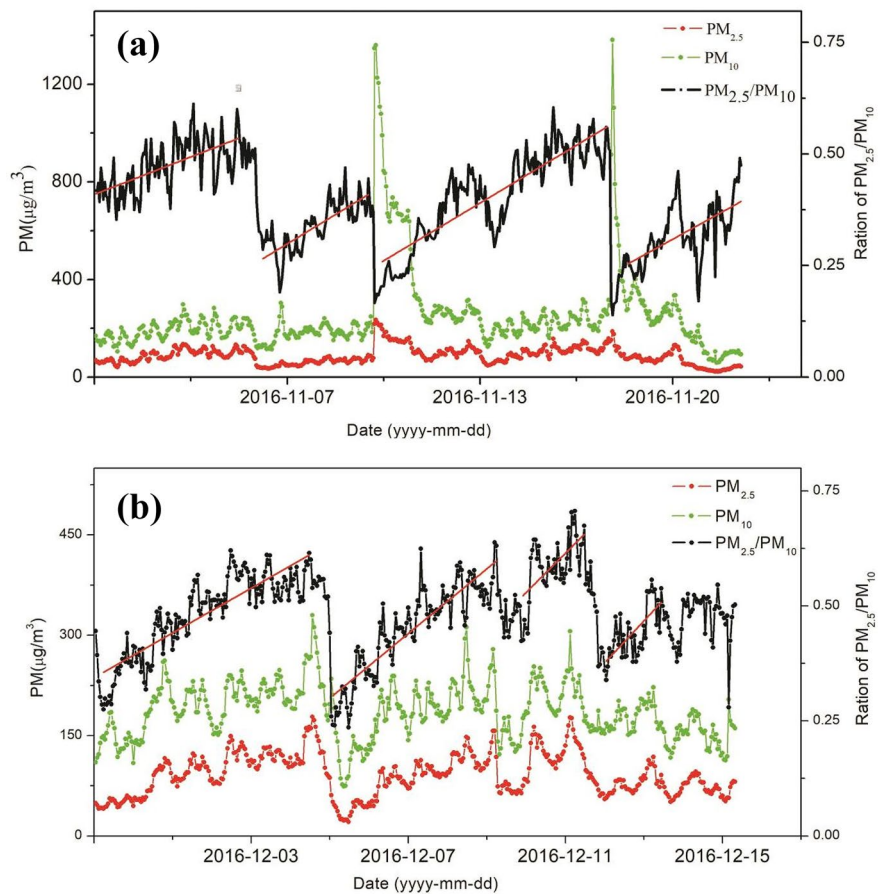 (a)
PM2.5
PM10
PM2.5/PM10
1200
800
400
0
PM(μg/m³)
0.75
0.50
0.25
0.00
Ration of PM2.5/PM10
2016-11-07
2016-11-13
2016-11-20
Date (yyyy-mm-dd)
(b)
PM2.5
PM10
PM2.5/PM10
450
300
150
0
PM(μg/m³)
0.75
0.50
0.25
0.00
Ration of PM2.5/PM10
2016-12-03
2016-12-07
2016-12-11
2016-12-15
Date (yyyy-mm-dd)